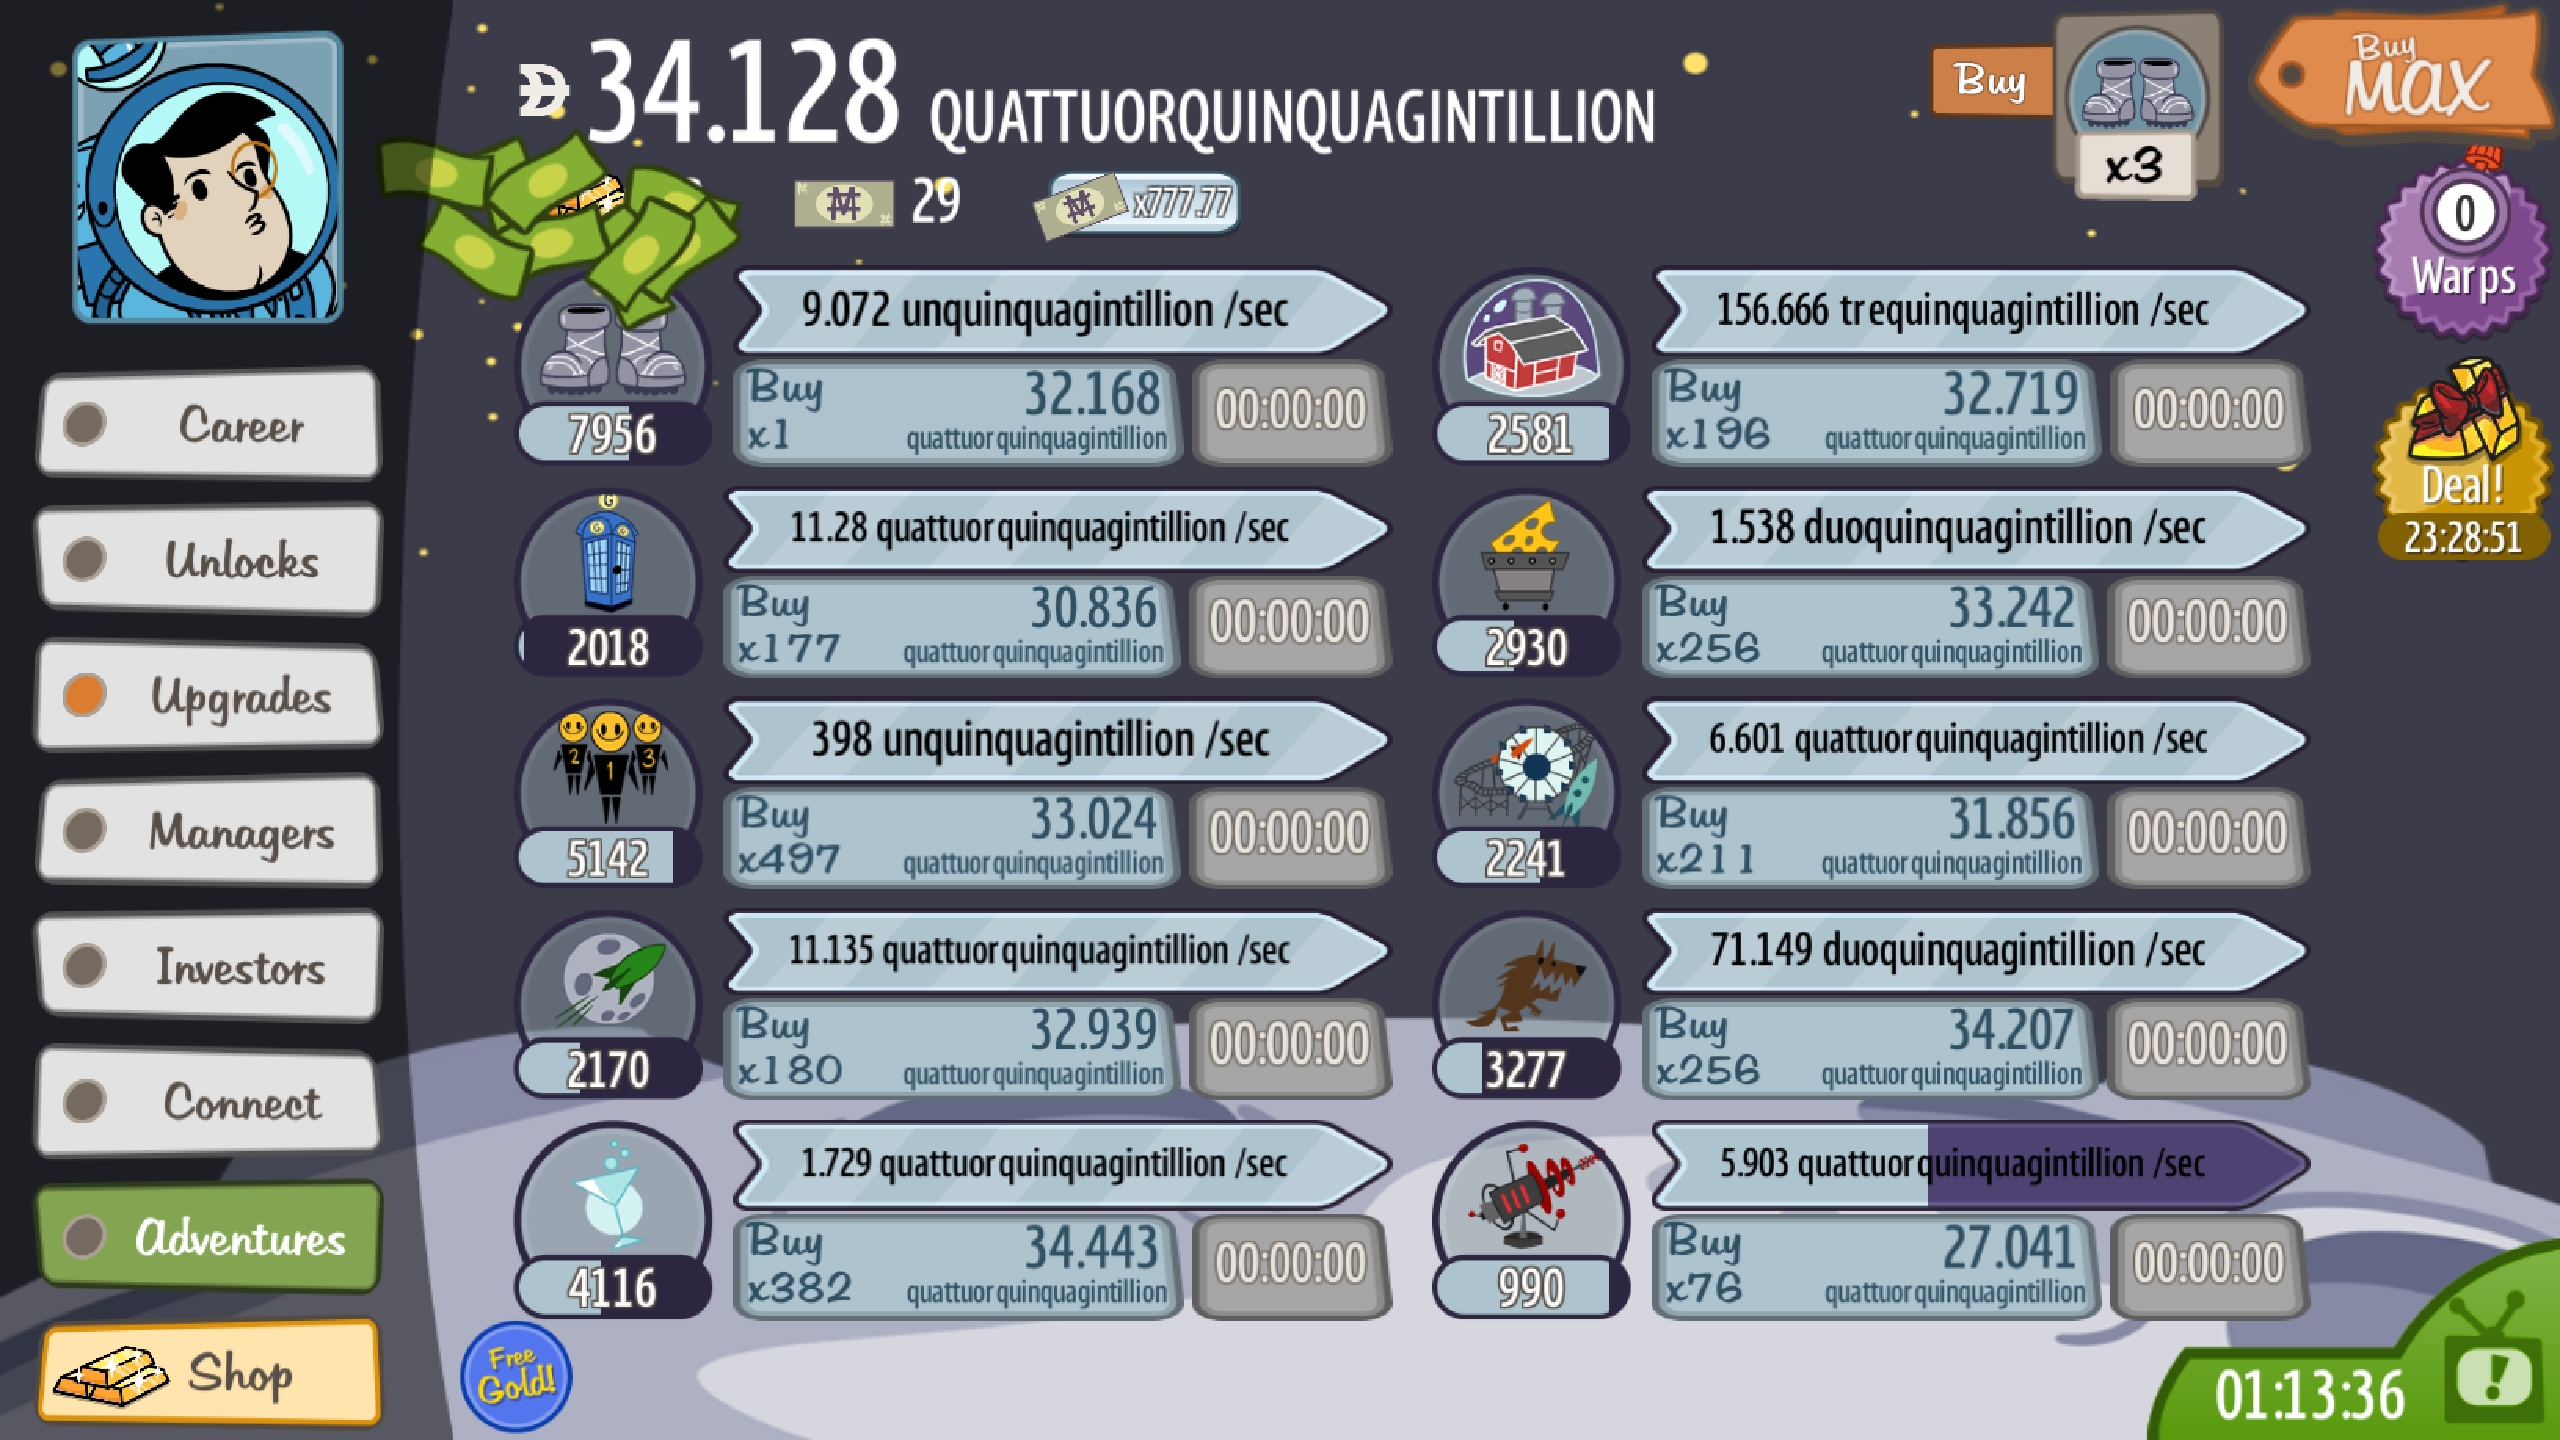 34.128 QUATTUORQUINQUAGINTILLION
Buy
x3
Buy
MAX
29
x777.77
0
Warps
Deal!
23:28:51
Career
Unlocks
Upgrades
Managers
Investors
Connect
Adventures
Shop
9.072 unquinquagintillion /sec
7956
Buy
x1
32.168
quattuorquinquagintillion
00:00:00
156.666 trequinquagintillion /sec
2581
Buy
x196
32.719
quattuorquinquagintillion
00:00:00
11.28 quattuorquinquagintillion /sec
G
G
G
2018
Buy
x177
30.836
quattuorquinquagintillion
00:00:00
1.538 duoquinquagintillion /sec
2930
Buy
x256
33.242
quattuorquinquagintillion
00:00:00
398 unquinquagintillion /sec
2 1 3
5142
Buy
x497
33.024
quattuorquinquagintillion
00:00:00
6.601 quattuorquinquagintillion /sec
2241
Buy
x211
31.856
quattuorquinquagintillion
00:00:00
11.135 quattuorquinquagintillion /sec
2170
Buy
x180
32.939
quattuorquinquagintillion
00:00:00
71.149 duoquinquagintillion /sec
3277
Buy
x256
34.207
quattuorquinquagintillion
00:00:00
1.729 quattuorquinquagintillion /sec
4116
Buy
x382
34.443
quattuorquinquagintillion
00:00:00
5.903 quattuorquinquagintillion /sec
990
Buy
x76
27.041
quattuorquinquagintillion
00:00:00
Free
Gold!
01:13:36
!